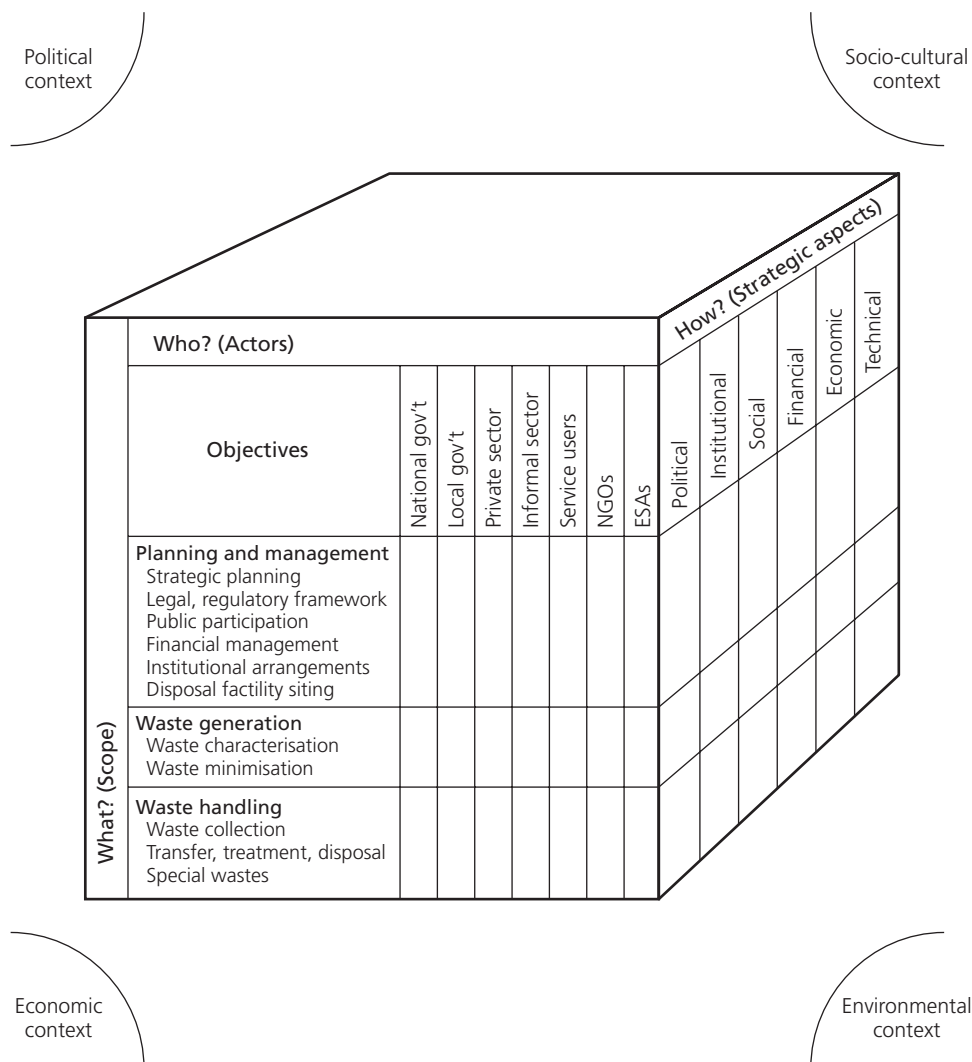 Political
context
Socio-cultural
context
How? (Strategic aspects)
Who? (Actors)
Objectives
National gov't
Local gov't
Private sector
Informal sector
Service users
NGOs
ESAs
Political
Institutional
Social
Financial
Economic
Technical
What? (Scope)
Planning and management
Strategic planning
Legal, regulatory framework
Public participation
Financial management
Institutional arrangements
Disposal factility siting
Waste generation
Waste characterisation
Waste minimisation
Waste handling
Waste collection
Transfer, treatment, disposal
Special wastes
Economic
context
Environmental
context